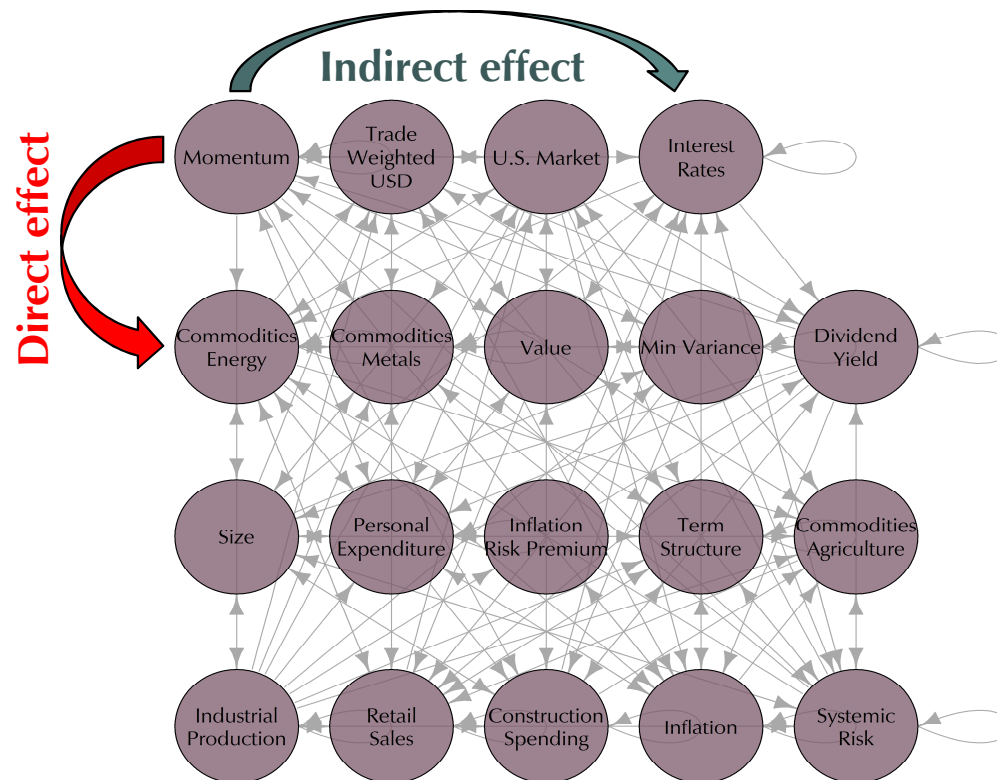 Indirect effect
Direct effect
Momentum
Trade
Weighted
USD
U.S. Market
Interest
Rates
Commodities
Energy
Commodities
Metals
Value
Min Variance
Dividend
Yield
Size
Personal
Expenditure
Inflation
Risk Premium
Term
Structure
Commodities
Agriculture
Industrial
Production
Retail
Sales
Construction
Spending
Inflation
Systemic
Risk